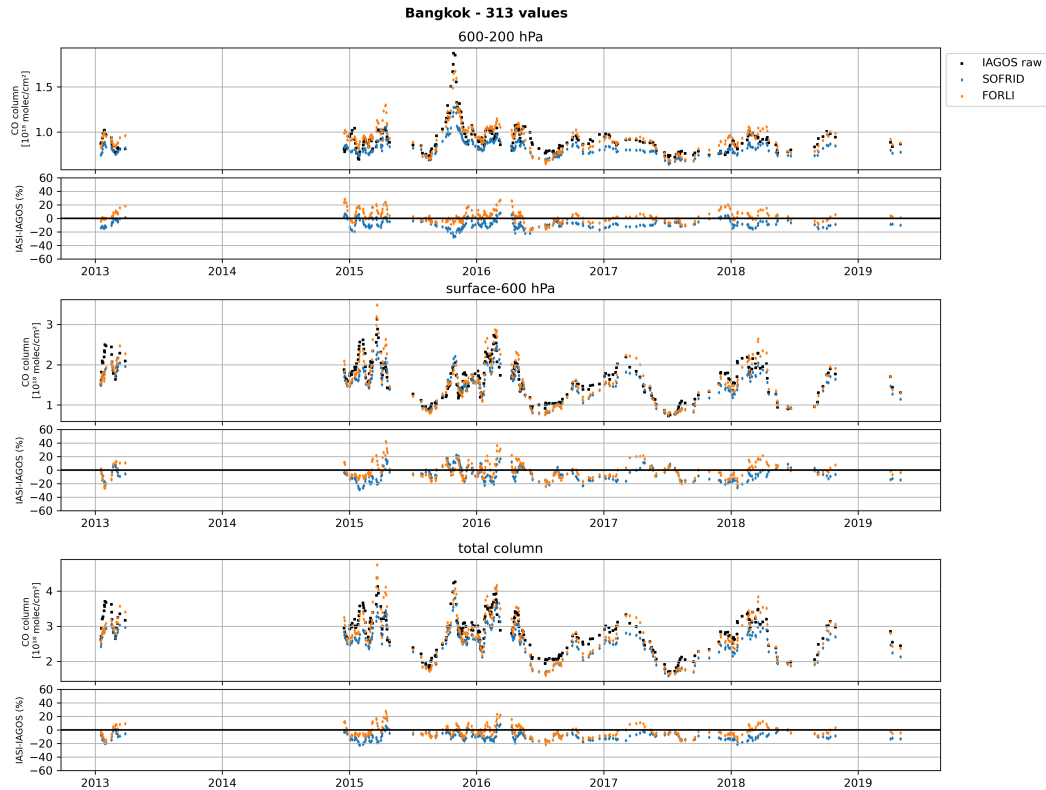 Bangkok - 313 values
600-200 hPa
CO column
[10¹⁸ molec/cm²]
1.5
1.0
IAGOS raw
SOFRID
FORLI
IASI-IAGOS (%)
60
40
20
0
−20
−40
−60
2013 2014 2015 2016 2017 2018 2019
surface-600 hPa
CO column
[10¹⁸ molec/cm²]
3
2
1
IASI-IAGOS (%)
60
40
20
0
−20
−40
−60
2013 2014 2015 2016 2017 2018 2019
total column
CO column
[10¹⁸ molec/cm²]
4
3
2
IASI-IAGOS (%)
60
40
20
0
−20
−40
−60
2013 2014 2015 2016 2017 2018 2019